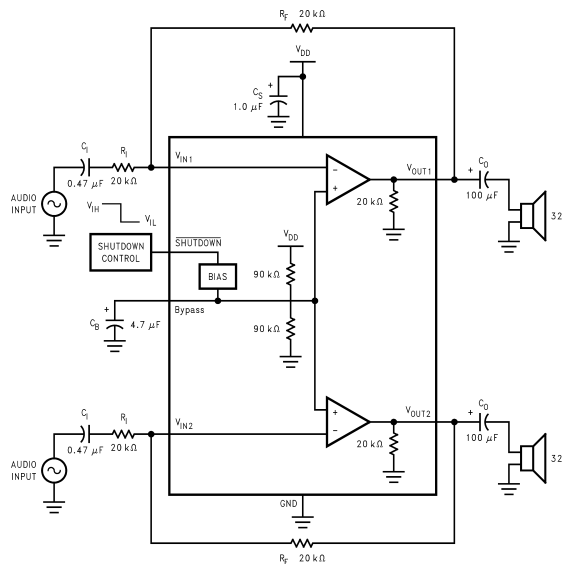 RF 20 kΩ
VDD
CS
+
1.0 µF
CI
RI
VIN1
VOUT1
CO
+
0.47 µF
20 kΩ
−
+
20 kΩ
100 µF
AUDIO
INPUT
32
VIH
VIL
SHUTDOWN
CONTROL
SHUTDOWN
VDD
BIAS
90 kΩ
+
Bypass
CB
4.7 µF
90 kΩ
CI
RI
VIN2
VOUT2
CO
+
0.47 µF
20 kΩ
+
−
20 kΩ
100 µF
AUDIO
INPUT
32
GND
RF 20 kΩ